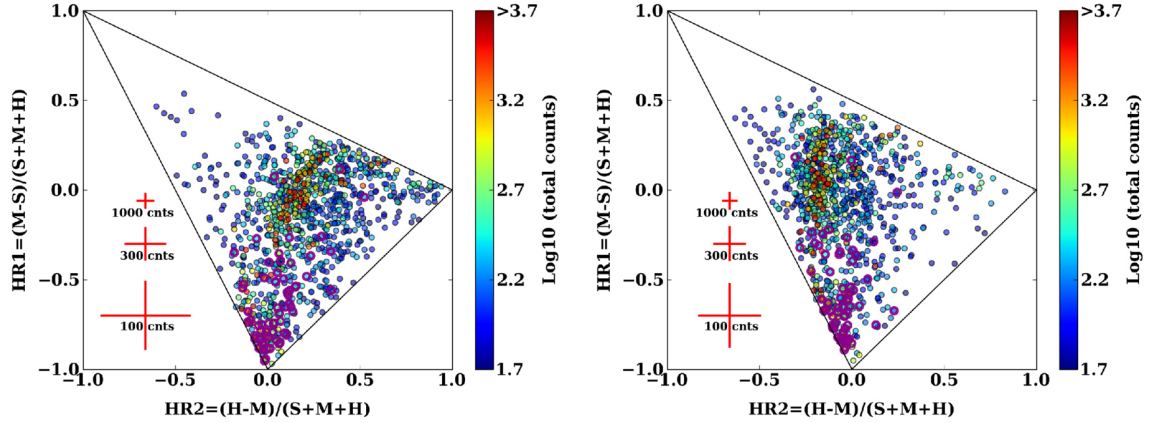 1.0
0.5
0.0
−0.5
−1.0
HR1=(M-S)/(S+M+H)
1000 cnts
300 cnts
100 cnts
−1.0 −0.5 0.0 0.5 1.0
HR2=(H-M)/(S+M+H)
>3.7
3.2
2.7
2.2
1.7
Log10 (total counts)
1.0
0.5
0.0
−0.5
−1.0
HR1=(M-S)/(S+M+H)
1000 cnts
300 cnts
100 cnts
−1.0 −0.5 0.0 0.5 1.0
HR2=(H-M)/(S+M+H)
>3.7
3.2
2.7
2.2
1.7
Log10 (total counts)